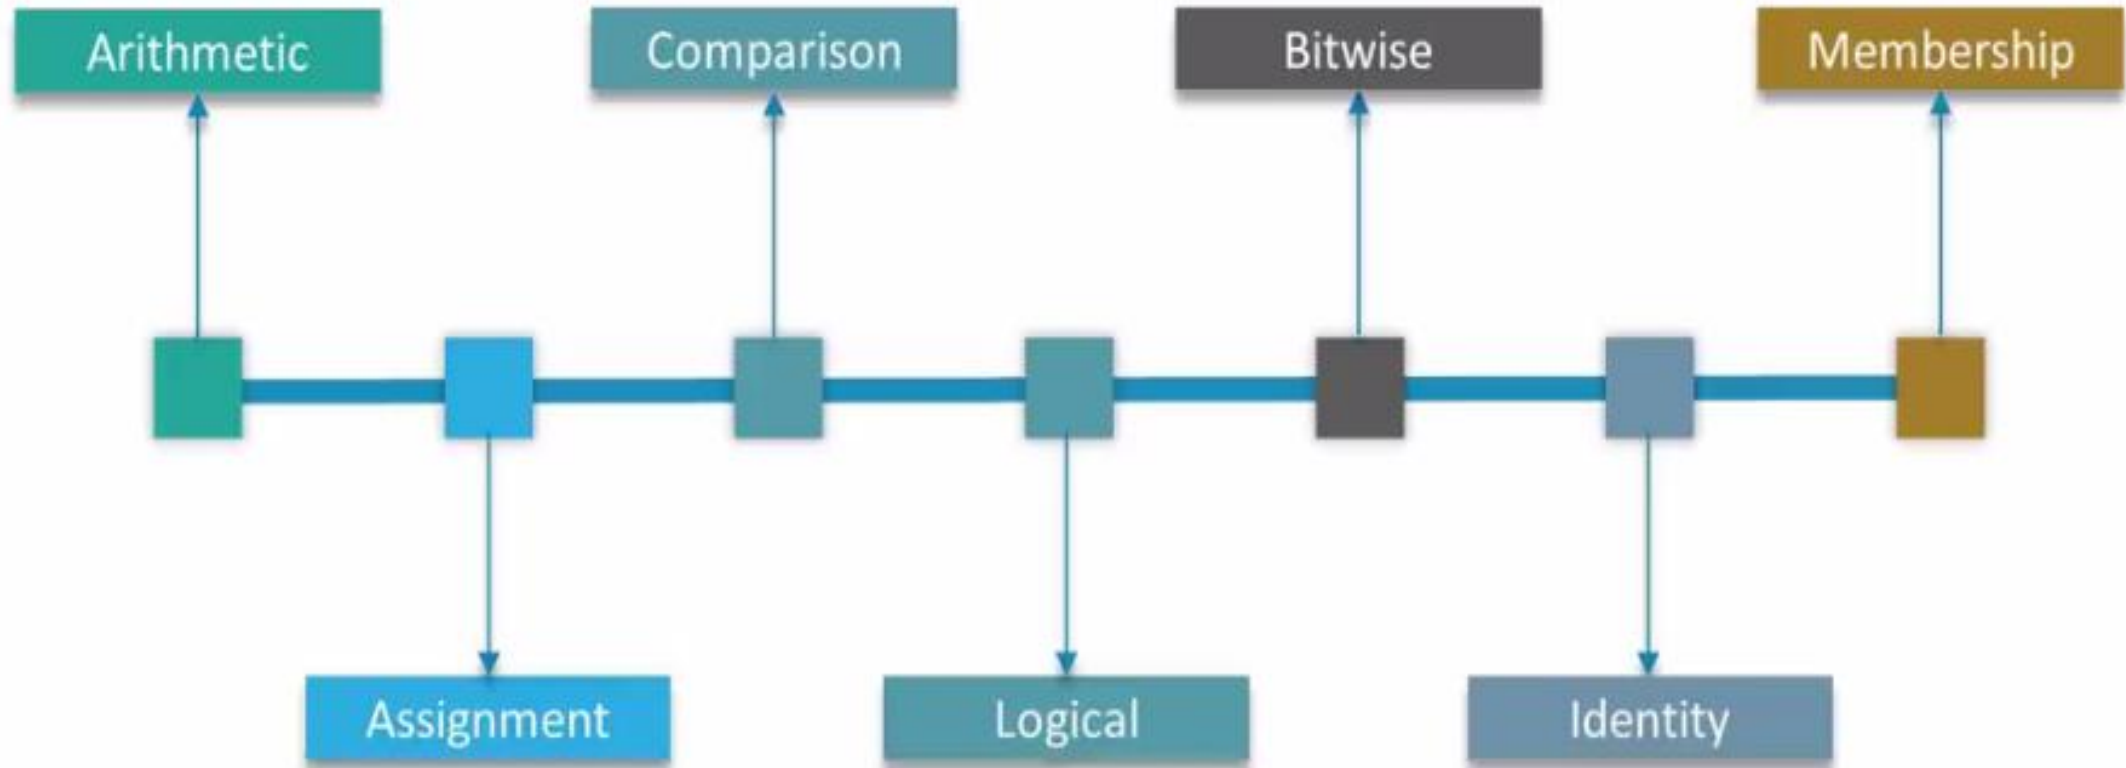 Arithmetic
Comparison
Bitwise
Membership
Assignment
Logical
Identity